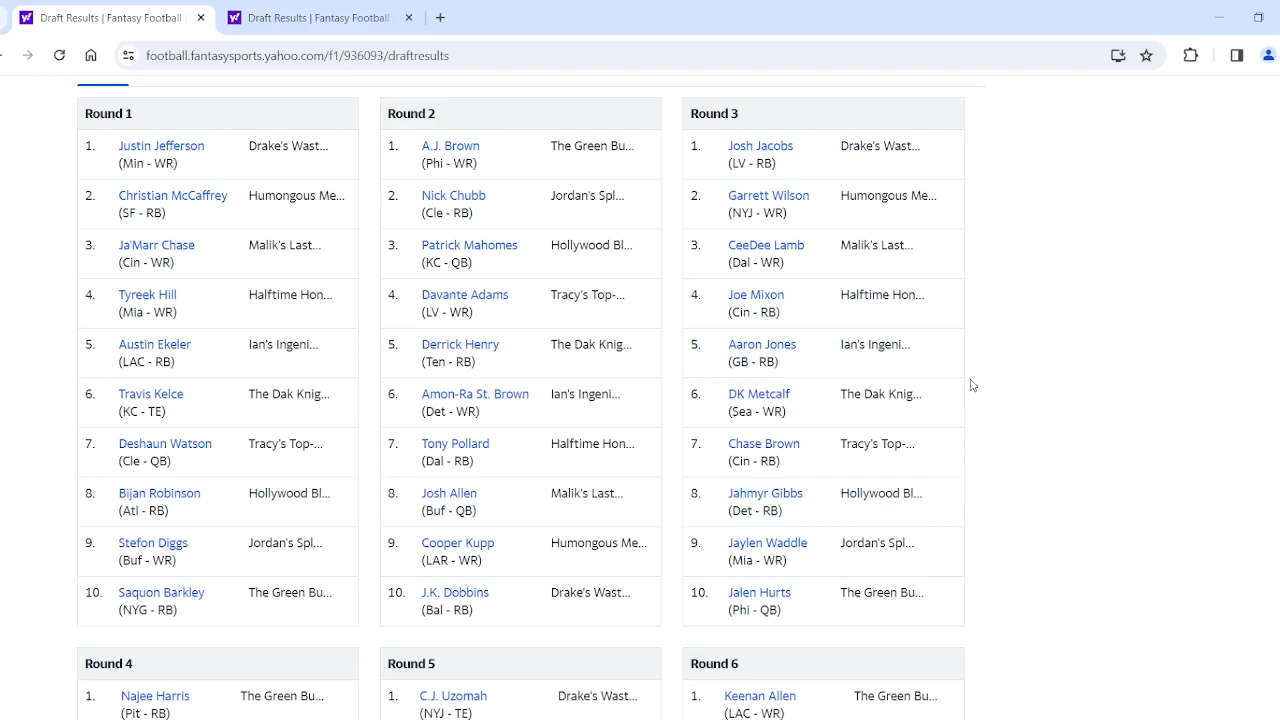 Draft Results | Fantasy Football
Draft Results | Fantasy Football
football.fantasysports.yahoo.com/f1/936093/draftresults
Round 1
1. Justin Jefferson Drake's Wast...
(Min - WR)
2. Christian McCaffrey Humongous Me...
(SF - RB)
3. Ja'Marr Chase Malik's Last...
(Cin - WR)
4. Tyreek Hill Halftime Hon...
(Mia - WR)
5. Austin Ekeler Ian's Ingeni...
(LAC - RB)
6. Travis Kelce The Dak Knig...
(KC - TE)
7. Deshaun Watson Tracy's Top-...
(Cle - QB)
8. Bijan Robinson Hollywood Bl...
(Atl - RB)
9. Stefon Diggs Jordan's Spl...
(Buf - WR)
10. Saquon Barkley The Green Bu...
(NYG - RB)
Round 2
1. A.J. Brown The Green Bu...
(Phi - WR)
2. Nick Chubb Jordan's Spl...
(Cle - RB)
3. Patrick Mahomes Hollywood Bl...
(KC - QB)
4. Davante Adams Tracy's Top-...
(LV - WR)
5. Derrick Henry The Dak Knig...
(Ten - RB)
6. Amon-Ra St. Brown Ian's Ingeni...
(Det - WR)
7. Tony Pollard Halftime Hon...
(Dal - RB)
8. Josh Allen Malik's Last...
(Buf - QB)
9. Cooper Kupp Humongous Me...
(LAR - WR)
10. J.K. Dobbins Drake's Wast...
(Bal - RB)
Round 3
1. Josh Jacobs Drake's Wast...
(LV - RB)
2. Garrett Wilson Humongous Me...
(NYJ - WR)
3. CeeDee Lamb Malik's Last...
(Dal - WR)
4. Joe Mixon Halftime Hon...
(Cin - RB)
5. Aaron Jones Ian's Ingeni...
(GB - RB)
6. DK Metcalf The Dak Knig...
(Sea - WR)
7. Chase Brown Tracy's Top-...
(Cin - RB)
8. Jahmyr Gibbs Hollywood Bl...
(Det - RB)
9. Jaylen Waddle Jordan's Spl...
(Mia - WR)
10. Jalen Hurts The Green Bu...
(Phi - QB)
Round 4
1. Najee Harris The Green Bu...
(Pit - RB)
Round 5
1. C.J. Uzomah Drake's Wast...
(NYJ - TE)
Round 6
1. Keenan Allen The Green Bu...
(LAC - WR)